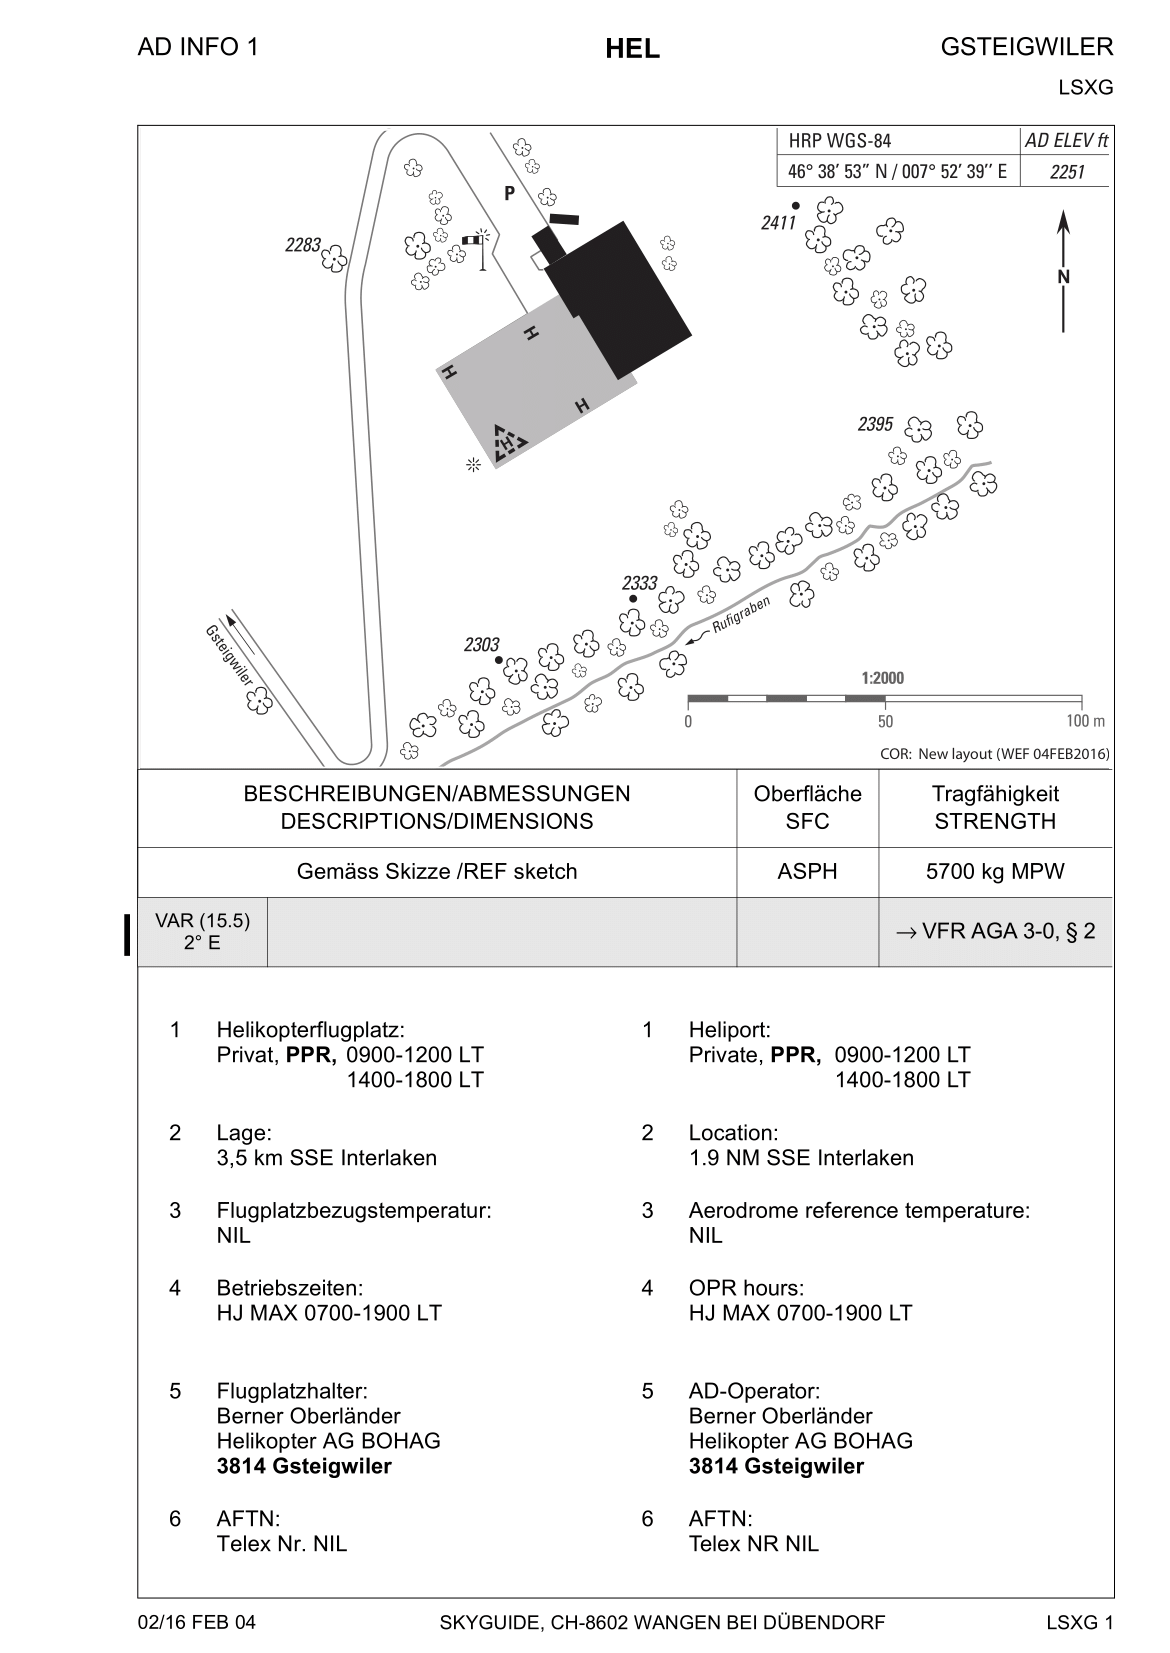 AD INFO 1 HEL GSTEIGWILER
LSXG
HRP WGS-84 AD ELEV ft
46° 38’ 53’’ N / 007° 52’ 39’’ E 2251
P
2411
2283
N
H
H
H
H
2395
2333
Rufigraben
2303
Gsteigwiler
1:2000
0 50 100 m
COR: New layout (WEF 04FEB2016)
BESCHREIBUNGEN/ABMESSUNGEN Oberfläche Tragfähigkeit
DESCRIPTIONS/DIMENSIONS SFC STRENGTH
Gemäss Skizze /REF sketch ASPH 5700 kg MPW
VAR (15.5)
2° E
→ VFR AGA 3-0, § 2
1 Helikopterflugplatz:
Privat, PPR, 0900-1200 LT
1400-1800 LT
2 Lage:
3,5 km SSE Interlaken
3 Flugplatzbezugstemperatur:
NIL
4 Betriebszeiten:
HJ MAX 0700-1900 LT
5 Flugplatzhalter:
Berner Oberländer
Helikopter AG BOHAG
3814 Gsteigwiler
6 AFTN:
Telex Nr. NIL
1 Heliport:
Private, PPR, 0900-1200 LT
1400-1800 LT
2 Location:
1.9 NM SSE Interlaken
3 Aerodrome reference temperature:
NIL
4 OPR hours:
HJ MAX 0700-1900 LT
5 AD-Operator:
Berner Oberländer
Helikopter AG BOHAG
3814 Gsteigwiler
6 AFTN:
Telex NR NIL
02/16 FEB 04 SKYGUIDE, CH-8602 WANGEN BEI DÜBENDORF LSXG 1